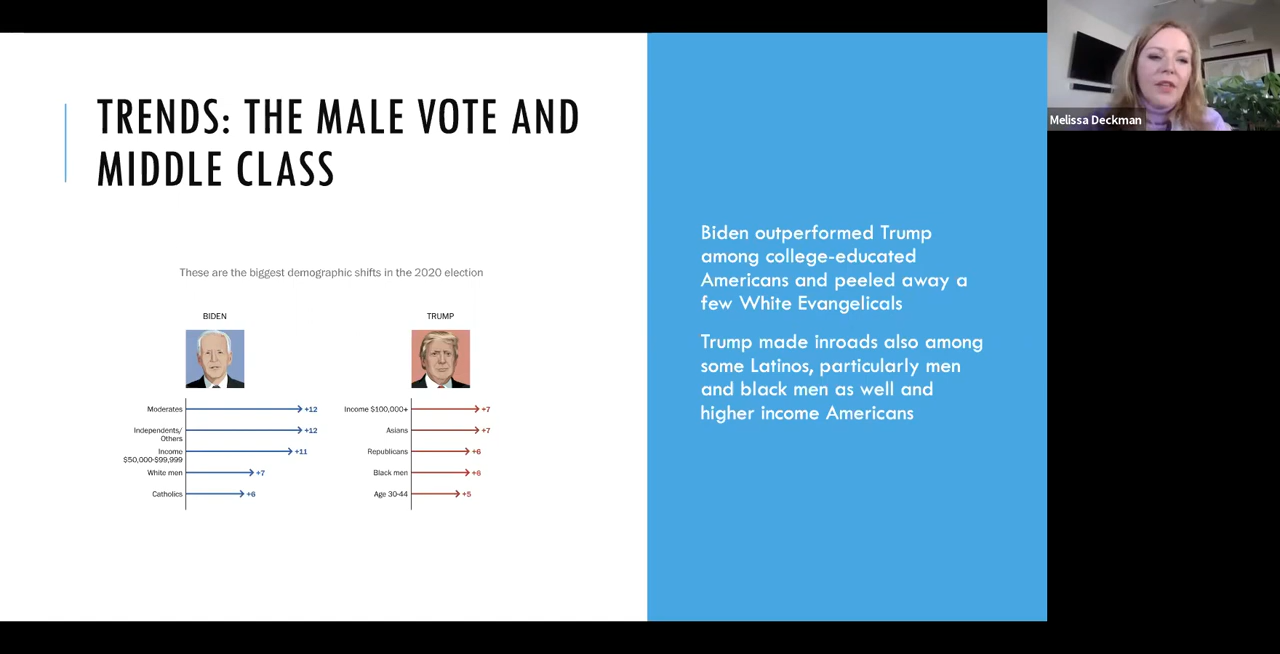 TRENDS: THE MALE VOTE AND
MIDDLE CLASS
These are the biggest demographic shifts in the 2020 election
BIDEN
Moderates +12
Independents/
Others +12
Income
$50,000-$99,999 +11
White men +7
Catholics +6
TRUMP
Income $100,000+ +7
Asians +7
Republicans +6
Black men +6
Age 30-44 +5
Biden outperformed Trump
among college-educated
Americans and peeled away a
few White Evangelicals
Trump made inroads also among
some Latinos, particularly men
and black men as well and
higher income Americans
Melissa Deckman